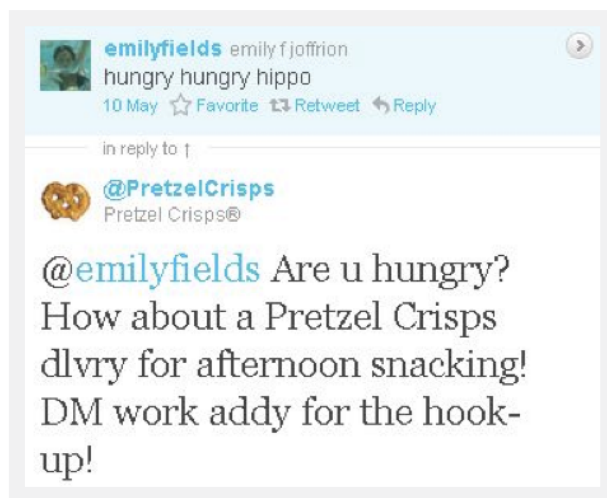 emilyfields emily f joffrion
hungry hungry hippo
10 May Favorite Retweet Reply
in reply to ↑
@PretzelCrisps
Pretzel Crisps®
@emilyfields Are u hungry?
How about a Pretzel Crisps
dlvry for afternoon snacking!
DM work addy for the hook-
up!